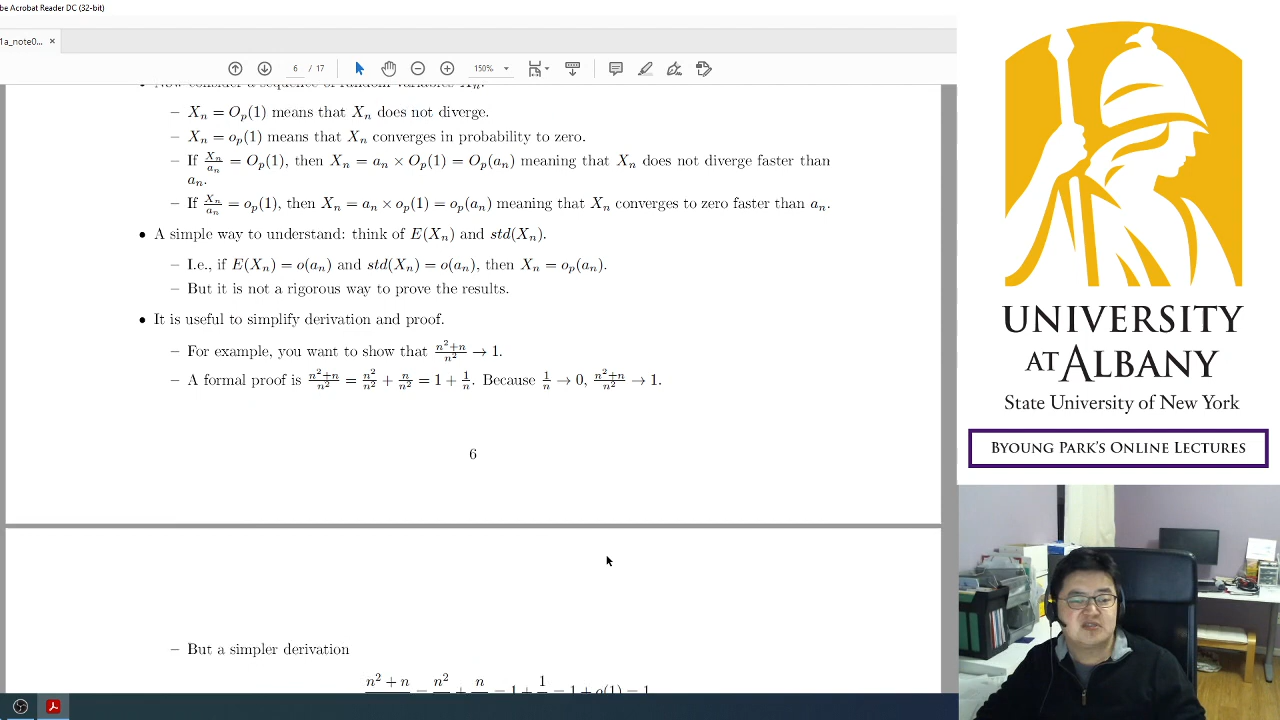 be Acrobat Reader DC (32-bit)
1a_note0... ×
6 / 17 150%
– Xₙ = Oₚ(1) means that Xₙ does not diverge.
– Xₙ = oₚ(1) means that Xₙ converges in probability to zero.
– If Xₙ/aₙ = Oₚ(1), then Xₙ = aₙ × Oₚ(1) = Oₚ(aₙ) meaning that Xₙ does not diverge faster than
aₙ.
– If Xₙ/aₙ = oₚ(1), then Xₙ = aₙ × oₚ(1) = oₚ(aₙ) meaning that Xₙ converges to zero faster than aₙ.
• A simple way to understand: think of E(Xₙ) and std(Xₙ).
– I.e., if E(Xₙ) = o(aₙ) and std(Xₙ) = o(aₙ), then Xₙ = oₚ(aₙ).
– But it is not a rigorous way to prove the results.
• It is useful to simplify derivation and proof.
– For example, you want to show that n²+n/n² → 1.
– A formal proof is n²+n/n² = n²/n² + n/n² = 1 + 1/n. Because 1/n → 0, n²+n/n² → 1.
6
– But a simpler derivation
UNIVERSITY
AT ALBANY
State University of New York
BYOUNG PARK'S ONLINE LECTURES